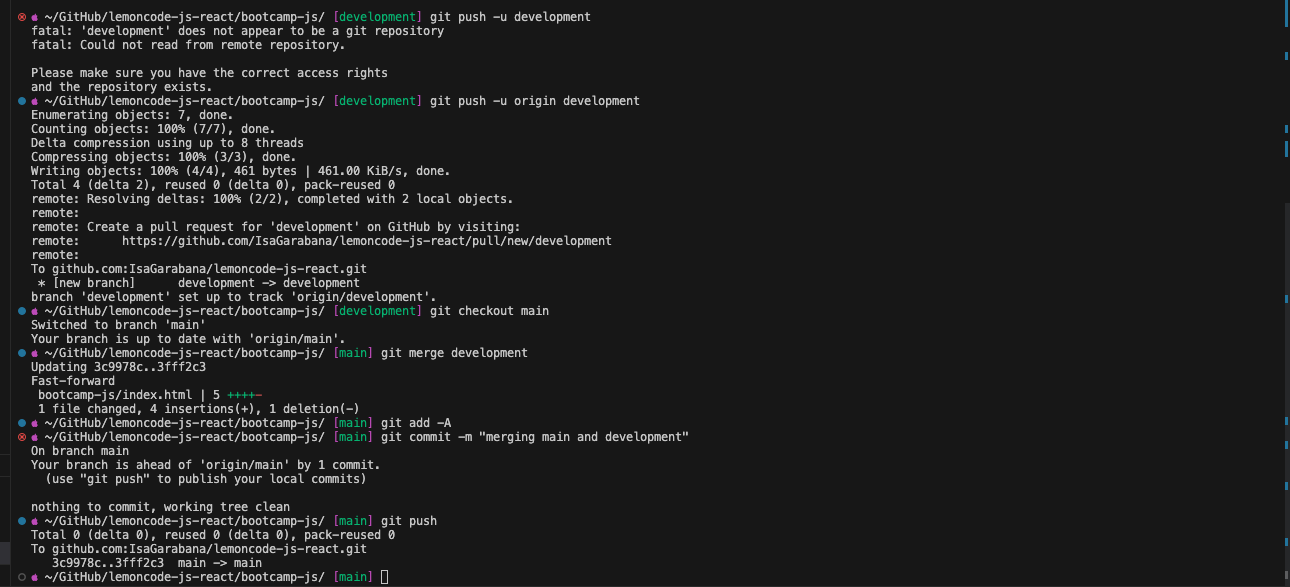 ~/GitHub/lemoncode-js-react/bootcamp-js/ [development] git push -u development
fatal: 'development' does not appear to be a git repository
fatal: Could not read from remote repository.
Please make sure you have the correct access rights
and the repository exists.
~/GitHub/lemoncode-js-react/bootcamp-js/ [development] git push -u origin development
Enumerating objects: 7, done.
Counting objects: 100% (7/7), done.
Delta compression using up to 8 threads
Compressing objects: 100% (3/3), done.
Writing objects: 100% (4/4), 461 bytes | 461.00 KiB/s, done.
Total 4 (delta 2), reused 0 (delta 0), pack-reused 0
remote: Resolving deltas: 100% (2/2), completed with 2 local objects.
remote:
remote: Create a pull request for 'development' on GitHub by visiting:
remote:      https://github.com/IsaGarabana/lemoncode-js-react/pull/new/development
remote:
To github.com:IsaGarabana/lemoncode-js-react.git
 * [new branch]      development -> development
branch 'development' set up to track 'origin/development'.
~/GitHub/lemoncode-js-react/bootcamp-js/ [development] git checkout main
Switched to branch 'main'
Your branch is up to date with 'origin/main'.
~/GitHub/lemoncode-js-react/bootcamp-js/ [main] git merge development
Updating 3c9978c..3fff2c3
Fast-forward
 bootcamp-js/index.html | 5 ++++-
 1 file changed, 4 insertions(+), 1 deletion(-)
~/GitHub/lemoncode-js-react/bootcamp-js/ [main] git add -A
~/GitHub/lemoncode-js-react/bootcamp-js/ [main] git commit -m "merging main and development"
On branch main
Your branch is ahead of 'origin/main' by 1 commit.
  (use "git push" to publish your local commits)
nothing to commit, working tree clean
~/GitHub/lemoncode-js-react/bootcamp-js/ [main] git push
Total 0 (delta 0), reused 0 (delta 0), pack-reused 0
To github.com:IsaGarabana/lemoncode-js-react.git
   3c9978c..3fff2c3  main -> main
~/GitHub/lemoncode-js-react/bootcamp-js/ [main]